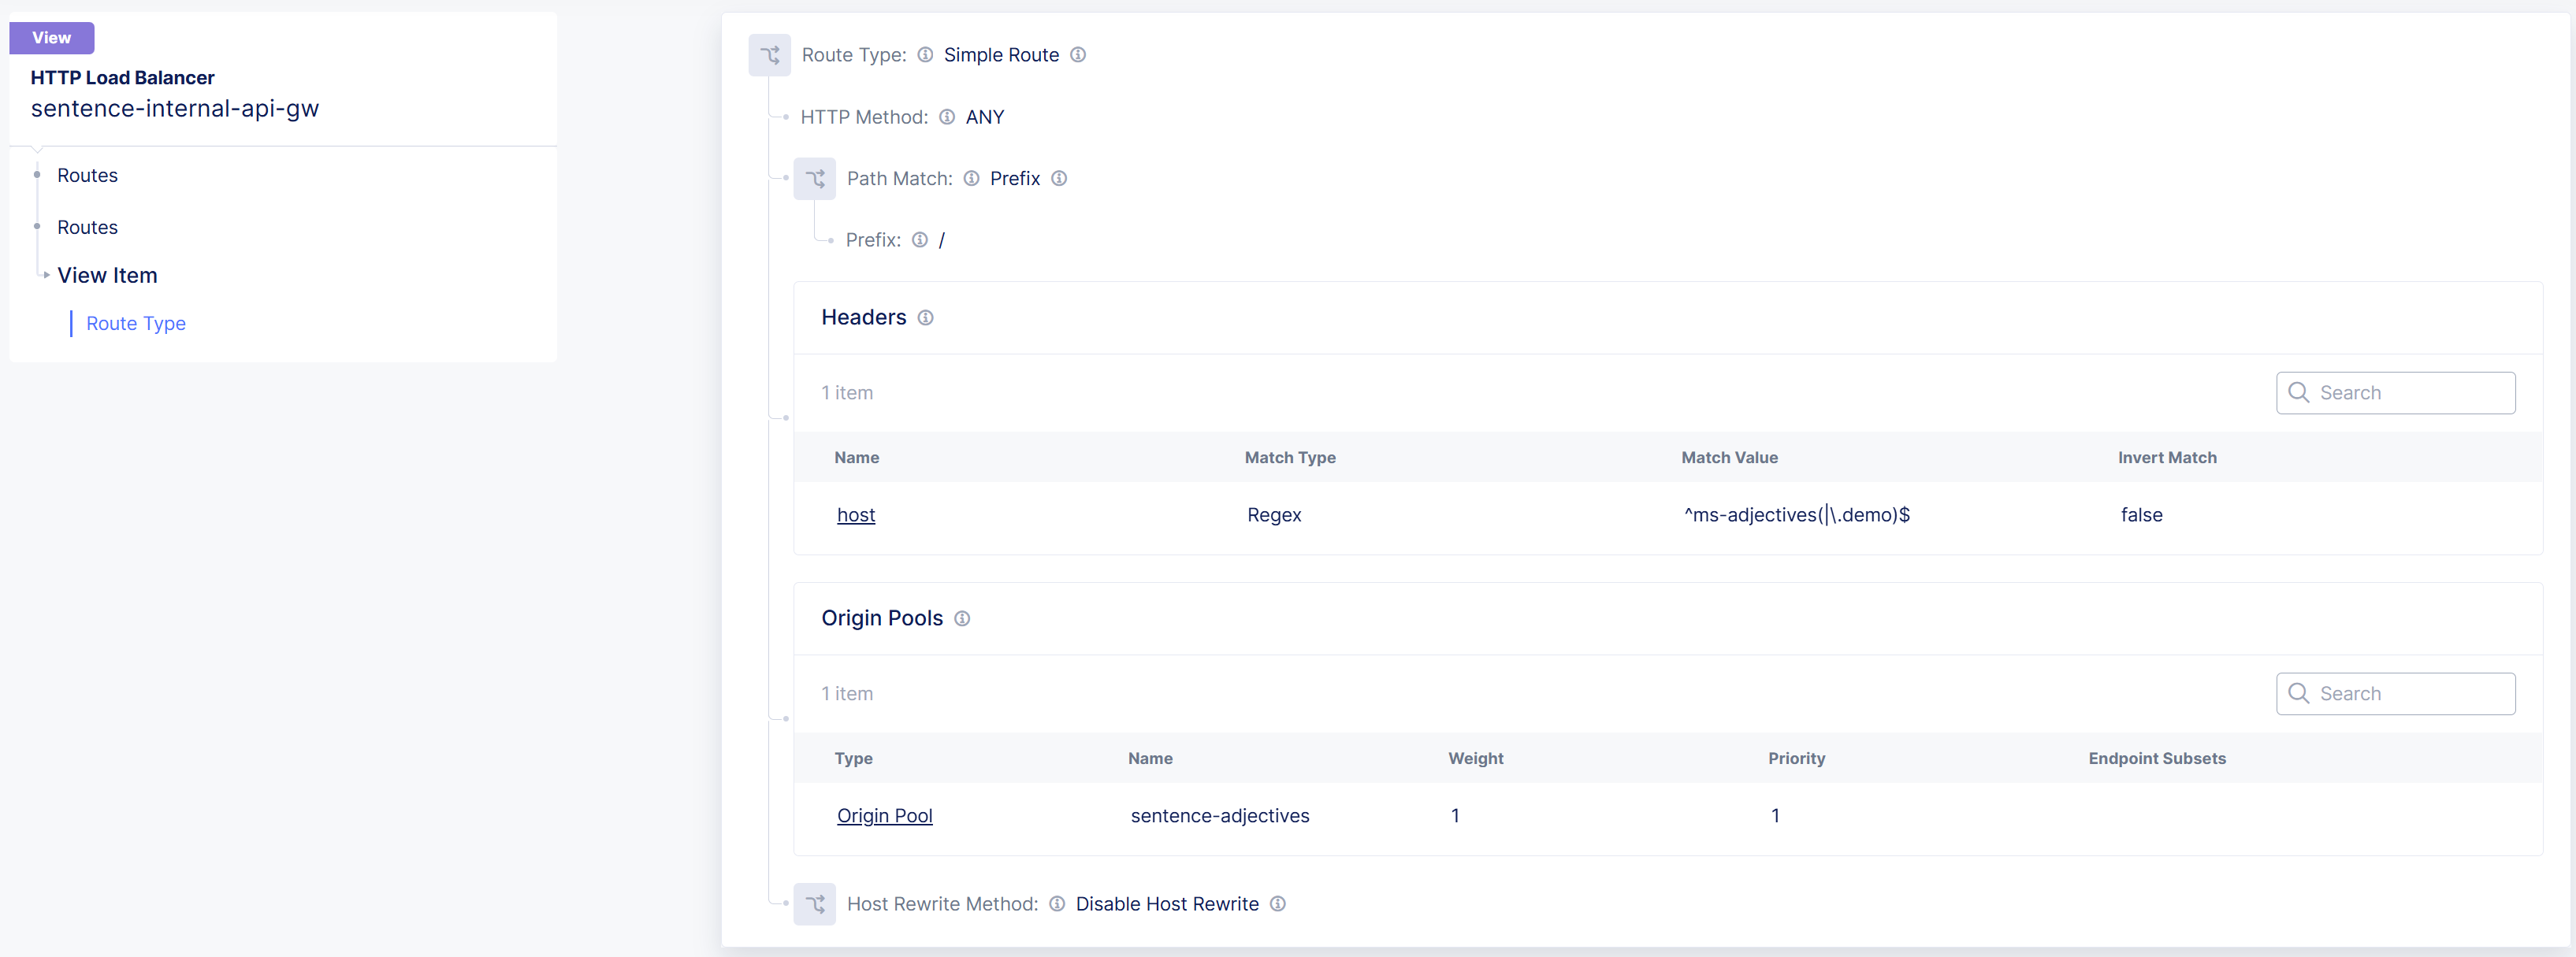 View
HTTP Load Balancer
sentence-internal-api-gw
Routes
Routes
View Item
Route Type
Route Type: Simple Route
HTTP Method: ANY
Path Match: Prefix
Prefix: /
Headers
1 item
Search
Name Match Type Match Value Invert Match
host Regex ^ms-adjectives(|\.demo)$ false
Origin Pools
1 item
Search
Type Name Weight Priority Endpoint Subsets
Origin Pool sentence-adjectives 1 1
Host Rewrite Method: Disable Host Rewrite